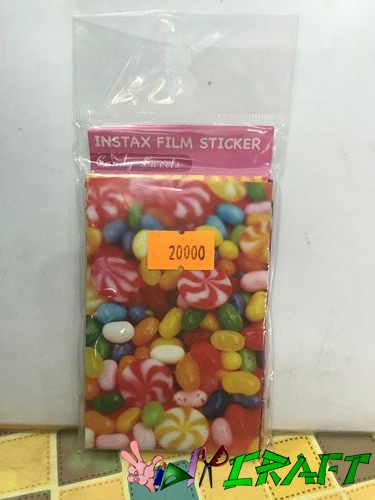 INSTAX FILM STICKER
Candy Sweets
20000
CRAFT